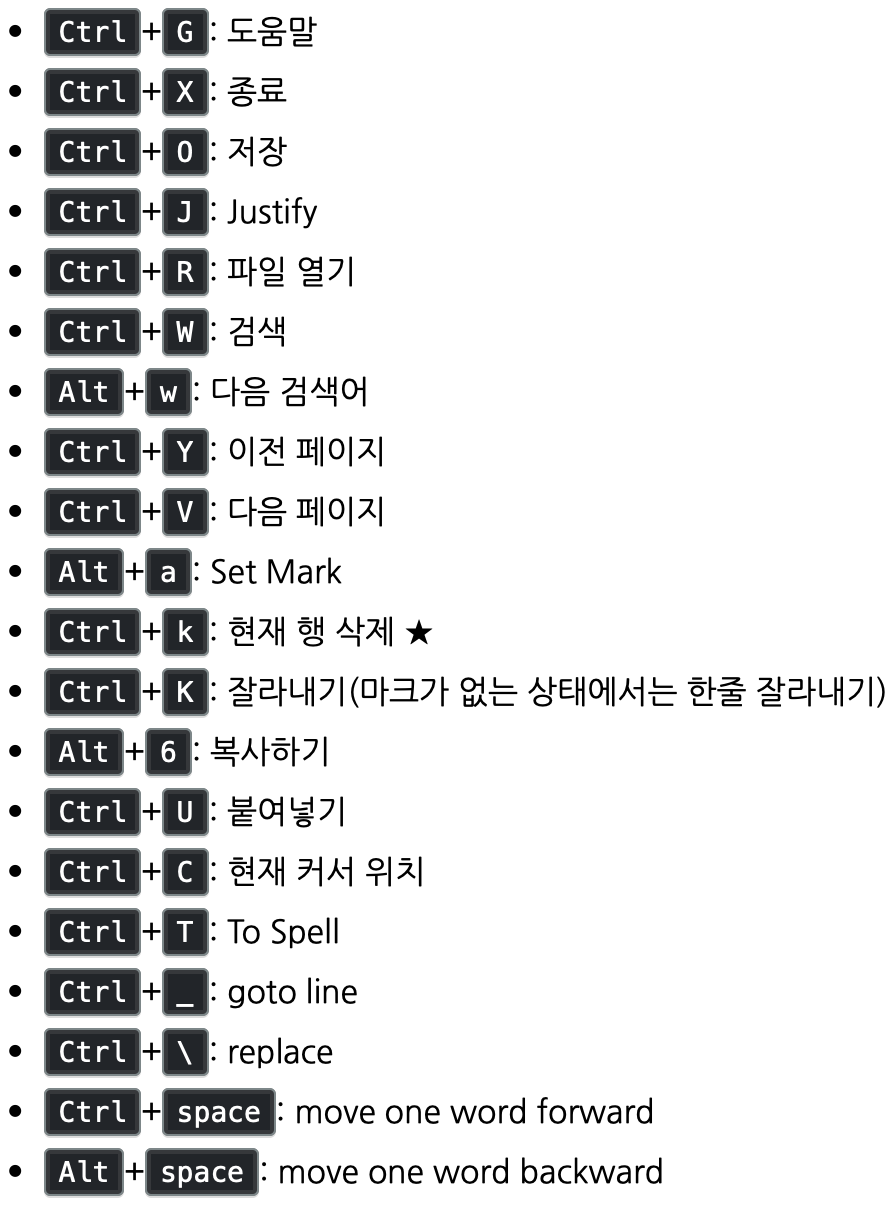 • Ctrl+G: 도움말
• Ctrl+X: 종료
• Ctrl+O: 저장
• Ctrl+J: Justify
• Ctrl+R: 파일 열기
• Ctrl+W: 검색
• Alt+w: 다음 검색어
• Ctrl+Y: 이전 페이지
• Ctrl+V: 다음 페이지
• Alt+a: Set Mark
• Ctrl+k: 현재 행 삭제 ★
• Ctrl+K: 잘라내기(마크가 없는 상태에서는 한줄 잘라내기)
• Alt+6: 복사하기
• Ctrl+U: 붙여넣기
• Ctrl+C: 현재 커서 위치
• Ctrl+T: To Spell
• Ctrl+_: goto line
• Ctrl+\: replace
• Ctrl+space: move one word forward
• Alt+space: move one word backward